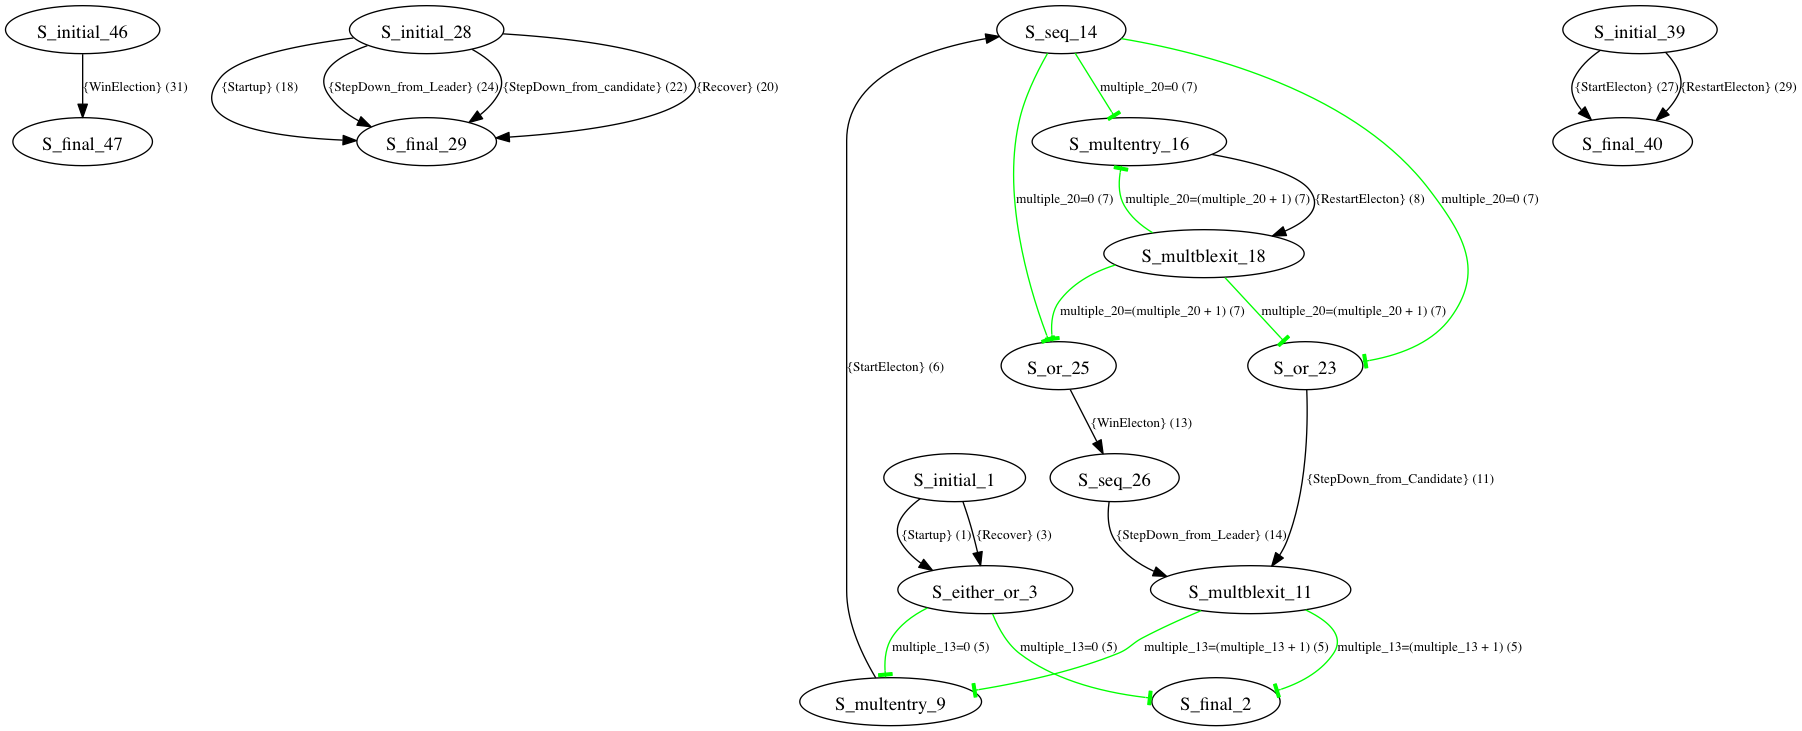 S_initial_46
S_initial_28
S_seq_14
S_initial_39
{WinElection} (31)
{Startup} (18)
{StepDown_from_Leader} (24)
{StepDown_from_candidate} (22)
{Recover} (20)
multiple_20=0 (7)
{StartElecton} (27)
{RestartElecton} (29)
S_final_47
S_final_29
S_multentry_16
S_final_40
multiple_20=0 (7)
multiple_20=(multiple_20 + 1) (7)
{RestartElecton} (8)
multiple_20=0 (7)
S_multblexit_18
multiple_20=(multiple_20 + 1) (7)
multiple_20=(multiple_20 + 1) (7)
{StartElecton} (6)
S_or_25
S_or_23
{WinElecton} (13)
S_initial_1
S_seq_26
{StepDown_from_Candidate} (11)
{Startup} (1)
{Recover} (3)
{StepDown_from_Leader} (14)
S_either_or_3
S_multblexit_11
multiple_13=0 (5)
multiple_13=0 (5)
multiple_13=(multiple_13 + 1) (5)
multiple_13=(multiple_13 + 1) (5)
S_multentry_9
S_final_2